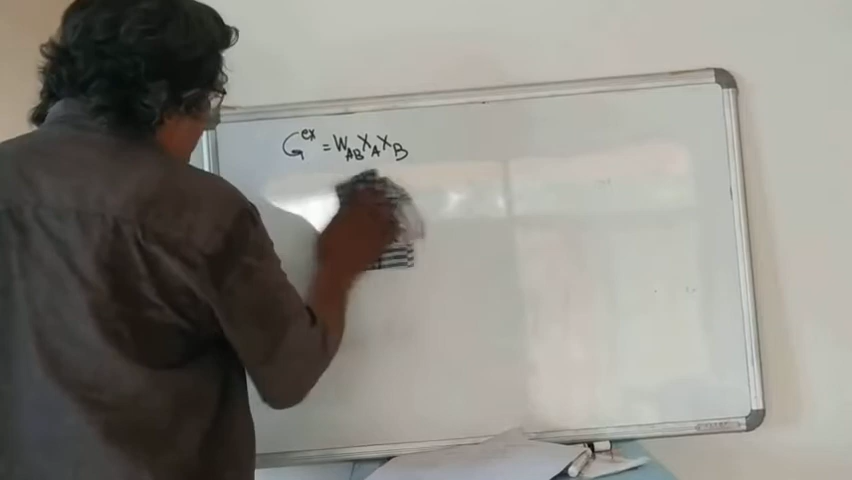 G^ex = W_AB X_A X_B